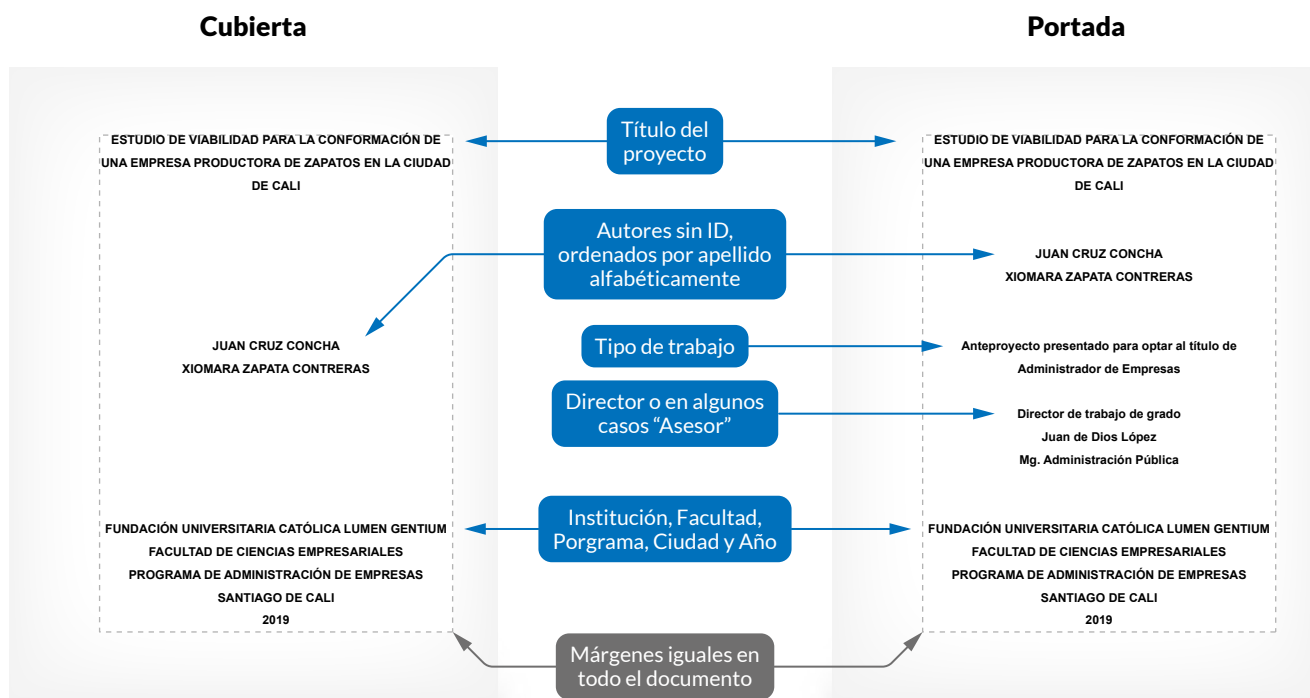 Cubierta
Portada
ESTUDIO DE VIABILIDAD PARA LA CONFORMACIÓN DE
UNA EMPRESA PRODUCTORA DE ZAPATOS EN LA CIUDAD
DE CALI
Título del
proyecto
ESTUDIO DE VIABILIDAD PARA LA CONFORMACIÓN DE
UNA EMPRESA PRODUCTORA DE ZAPATOS EN LA CIUDAD
DE CALI
Autores sin ID,
ordenados por apellido
alfabéticamente
JUAN CRUZ CONCHA
XIOMARA ZAPATA CONTRERAS
JUAN CRUZ CONCHA
XIOMARA ZAPATA CONTRERAS
Tipo de trabajo
Anteproyecto presentado para optar al título de
Administrador de Empresas
Director o en algunos
casos “Asesor”
Director de trabajo de grado
Juan de Dios López
Mg. Administración Pública
FUNDACIÓN UNIVERSITARIA CATÓLICA LUMEN GENTIUM
FACULTAD DE CIENCIAS EMPRESARIALES
PROGRAMA DE ADMINISTRACIÓN DE EMPRESAS
SANTIAGO DE CALI
2019
Institución, Facultad,
Porgrama, Ciudad y Año
FUNDACIÓN UNIVERSITARIA CATÓLICA LUMEN GENTIUM
FACULTAD DE CIENCIAS EMPRESARIALES
PROGRAMA DE ADMINISTRACIÓN DE EMPRESAS
SANTIAGO DE CALI
2019
Márgenes iguales en
todo el documento